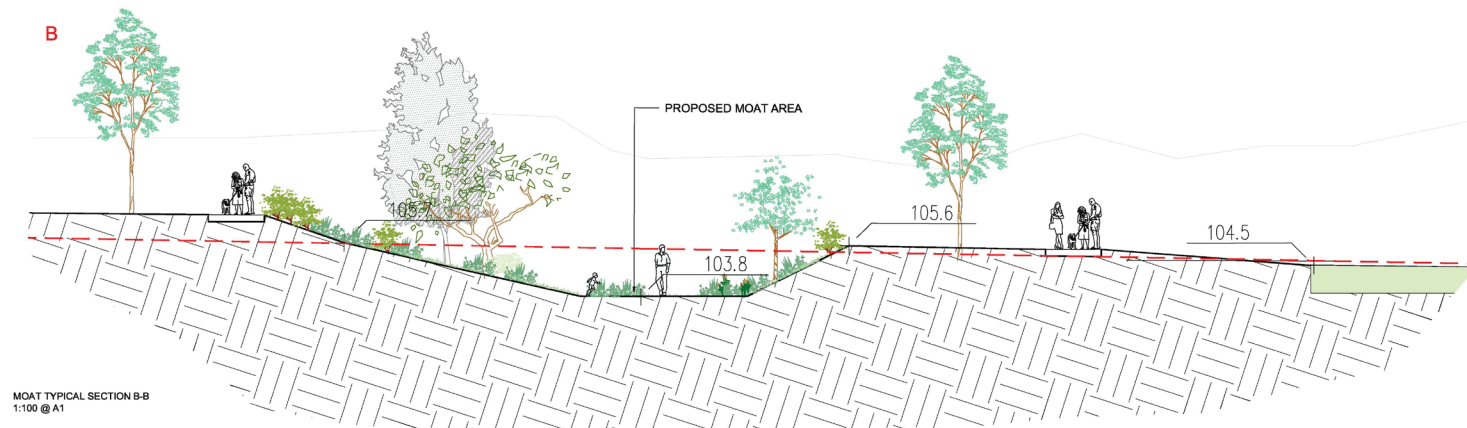 B
PROPOSED MOAT AREA
105.7
105.6
104.5
103.8
MOAT TYPICAL SECTION B-B
1:100 @ A1